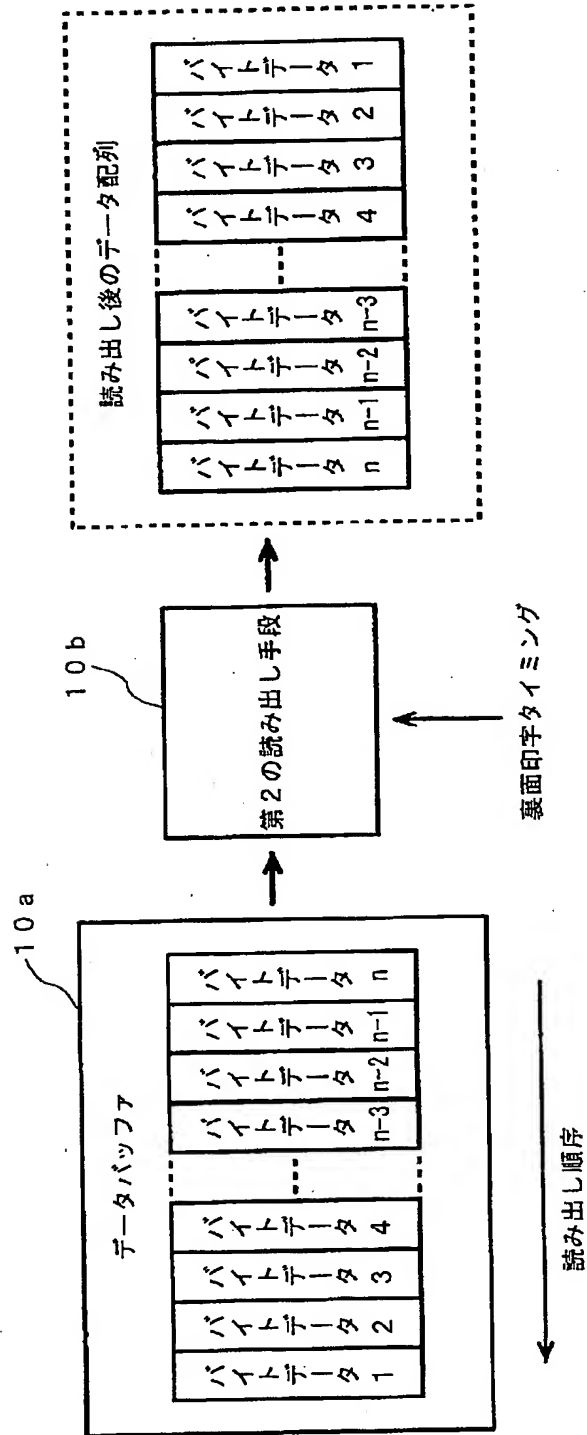 10a
データバッファ
バイトデータ 1
バイトデータ 2
バイトデータ 3
バイトデータ 4
バイトデータ n-3
バイトデータ n-2
バイトデータ n-1
バイトデータ n
読み出し順序
10b
第2の読み出し手段
裏面印字タイミング
読み出し後のデータ配列
バイトデータ n
バイトデータ n-1
バイトデータ n-2
バイトデータ n-3
バイトデータ 4
バイトデータ 3
バイトデータ 2
バイトデータ 1